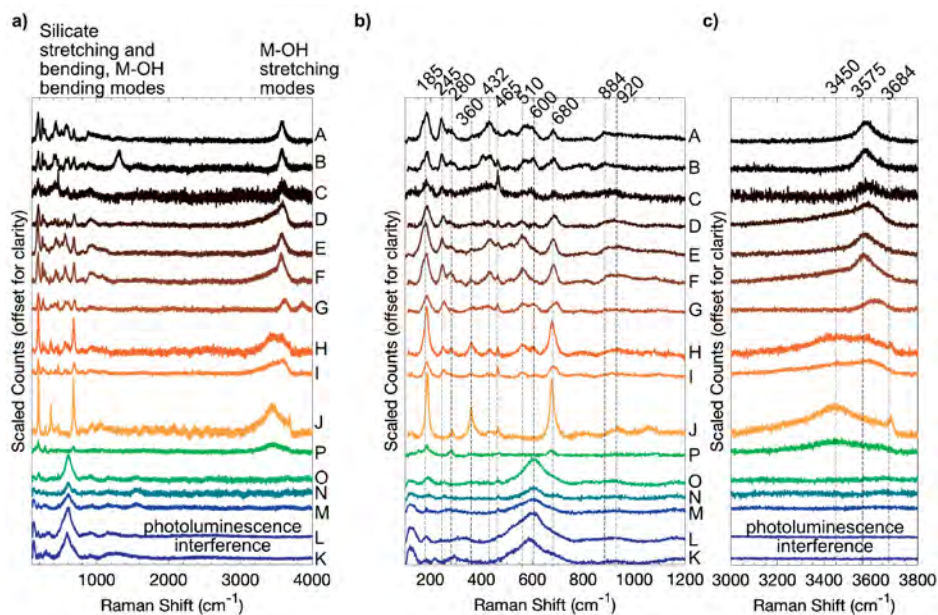 a)
Silicate
stretching and
bending, M-OH
bending modes
M-OH
stretching
modes
Scaled Counts (offset for clarity)
A
B
C
D
E
F
G
H
I
J
P
O
N
M
L
K
photoluminescence
interference
1000 2000 3000 4000
Raman Shift (cm⁻¹)
b)
185 245 280 360 432 465 510 600 680 884 920
Scaled Counts (offset for clarity)
A
B
C
D
E
F
G
H
I
J
P
O
N
M
L
K
200 400 600 800 1000 1200
Raman Shift (cm⁻¹)
c)
3450 3575 3684
Scaled Counts (offset for clarity)
photoluminescence
interference
3000 3200 3400 3600 3800
Raman Shift (cm⁻¹)